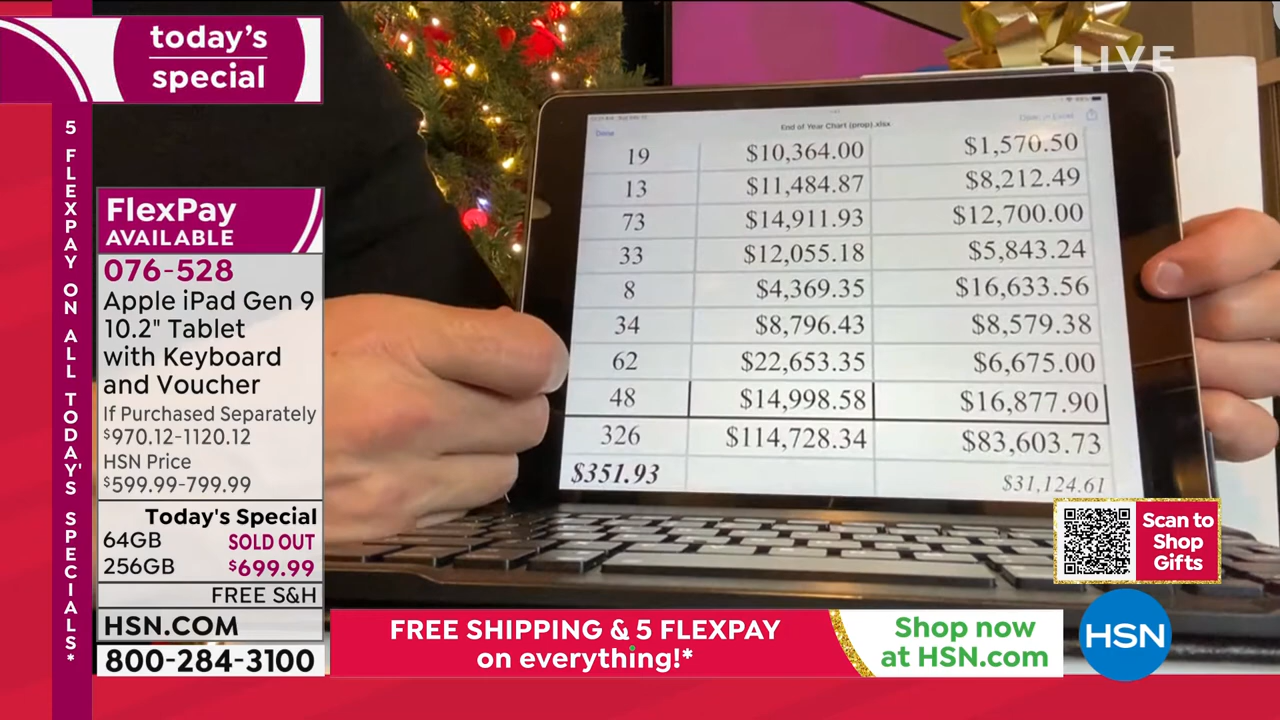 today's
special
LIVE
5 FLEXPAY ON ALL TODAY'S SPECIALS*
FlexPay
AVAILABLE
076-528
Apple iPad Gen 9
10.2" Tablet
with Keyboard
and Voucher
If Purchased Separately
$970.12-1120.12
HSN Price
$599.99-799.99
Today's Special
64GB SOLD OUT
256GB $699.99
FREE S&H
HSN.COM
800-284-3100
Done End of Year Chart (prop).xlsx
19 $10,364.00 $1,570.50
13 $11,484.87 $8,212.49
73 $14,911.93 $12,700.00
33 $12,055.18 $5,843.24
8 $4,369.35 $16,633.56
34 $8,796.43 $8,579.38
62 $22,653.35 $6,675.00
48 $14,998.58 $16,877.90
326 $114,728.34 $83,603.73
$351.93 $31,124.61
Scan to
Shop
Gifts
FREE SHIPPING & 5 FLEXPAY
on everything!*
Shop now
at HSN.com
HSN